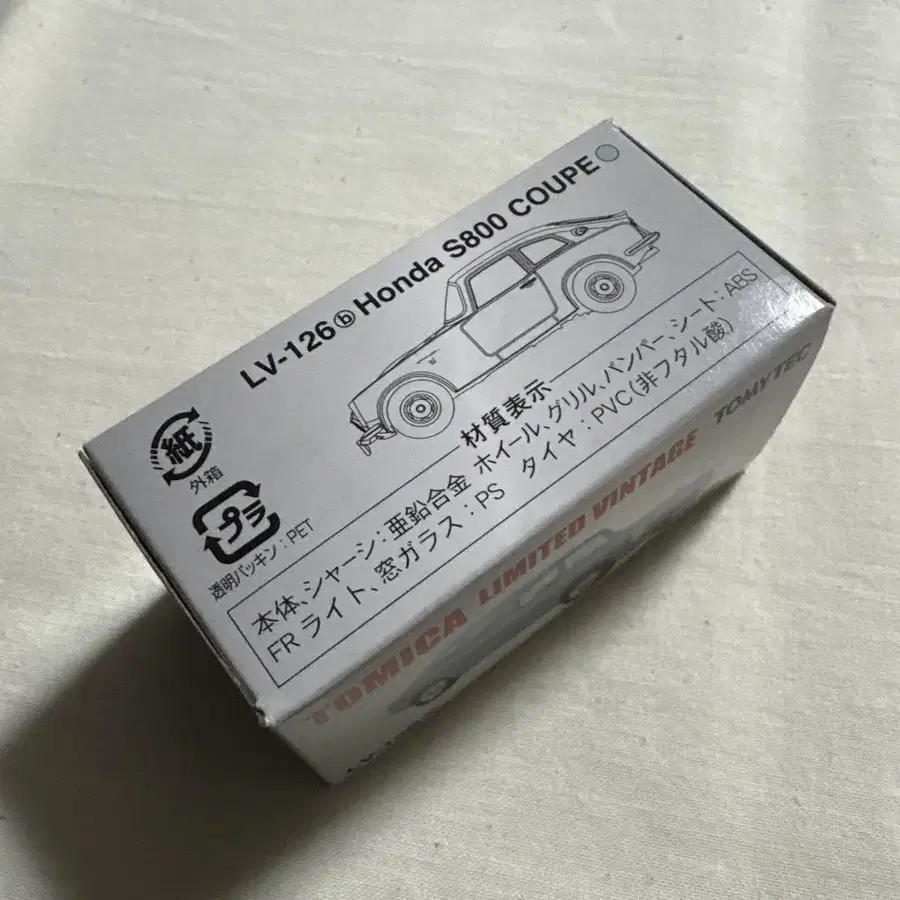 LV-126ⓑ Honda S800 COUPE
紙
外箱
プラ
透明パッキン：PET
材質表示
本体、シャーシ：亜鉛合金 ホイール、グリル、バンパー、シート：ABS
FRライト、窓ガラス：PS タイヤ：PVC(非フタル酸)
TOMICA LIMITED VINTAGE TOMYTEC